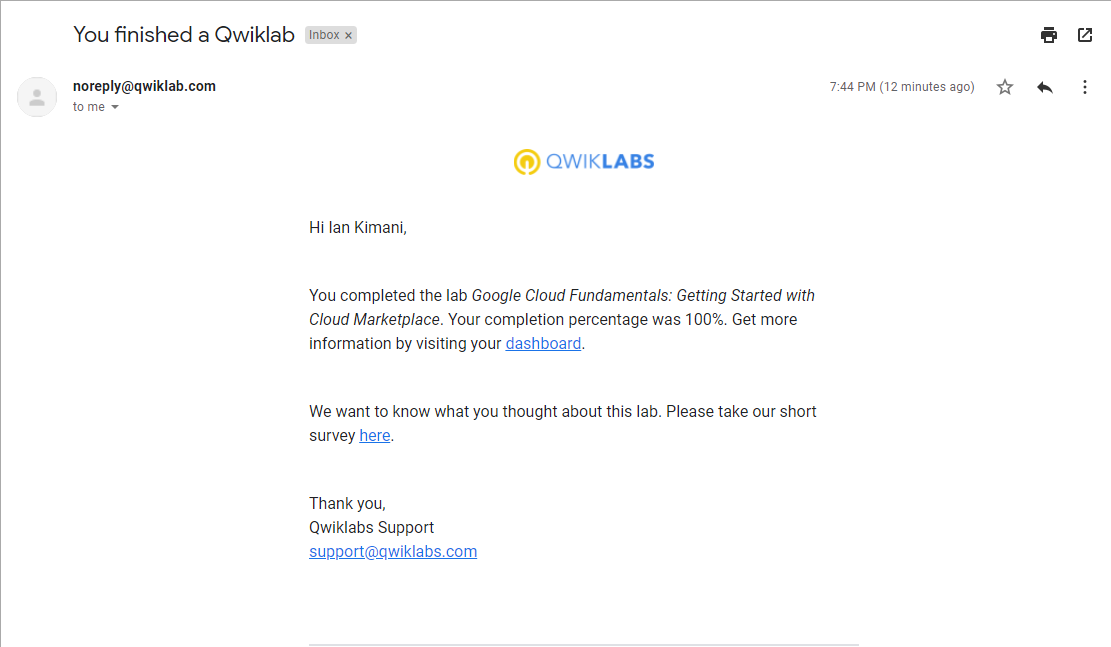 You finished a Qwiklab Inbox ×
noreply@qwiklab.com 7:44 PM (12 minutes ago)
to me
QWIKLABS
Hi Ian Kimani,
You completed the lab Google Cloud Fundamentals: Getting Started with
Cloud Marketplace. Your completion percentage was 100%. Get more
information by visiting your dashboard.
We want to know what you thought about this lab. Please take our short
survey here.
Thank you,
Qwiklabs Support
support@qwiklabs.com